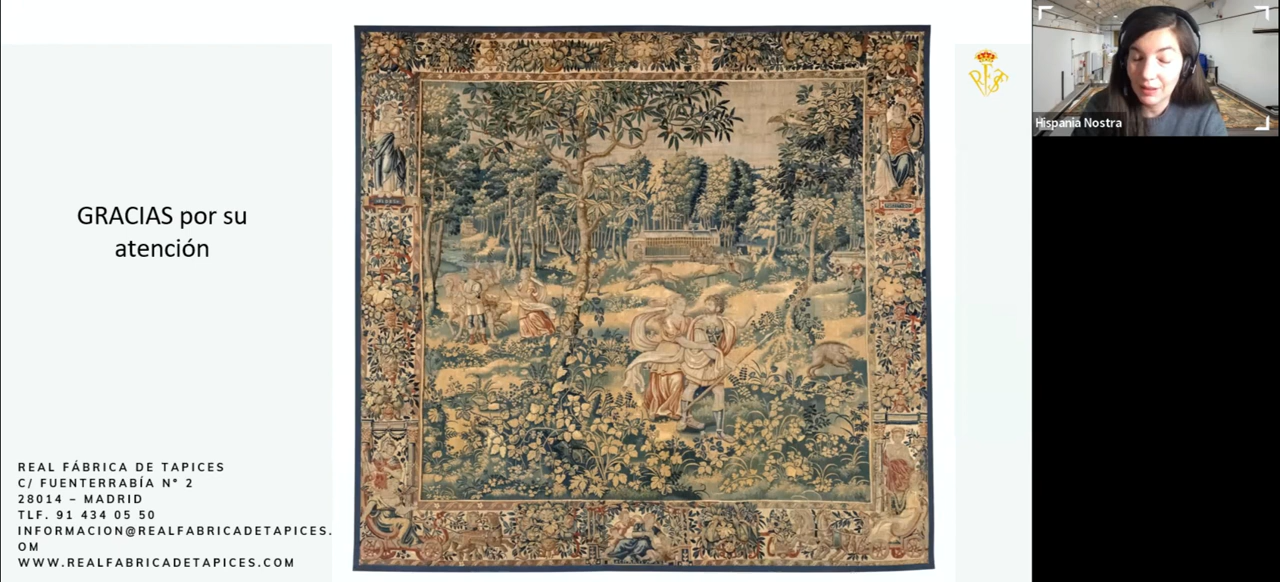 GRACIAS por su
atención
REAL FÁBRICA DE TAPICES
C/ FUENTERRABÍA Nº 2
28014 – MADRID
TLF. 91 434 05 50
INFORMACION@REALFABRICADETAPICES.
OM
WWW.REALFABRICADETAPICES.COM
Hispania Nostra